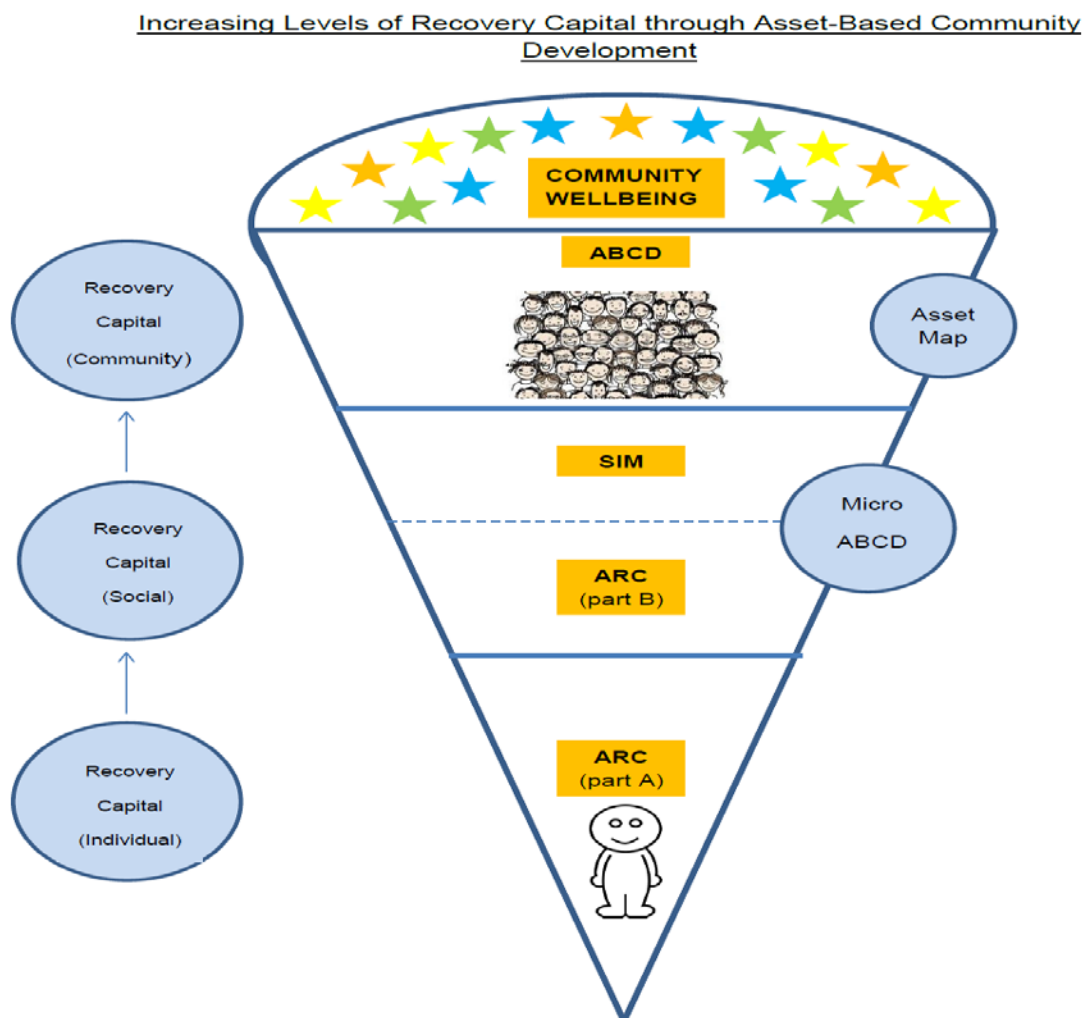 Increasing Levels of Recovery Capital through Asset-Based Community
Development
COMMUNITY
WELLBEING
ABCD
Recovery
Capital
(Community)
Asset
Map
SIM
Micro
ABCD
Recovery
Capital
(Social)
ARC
(part B)
ARC
(part A)
Recovery
Capital
(Individual)